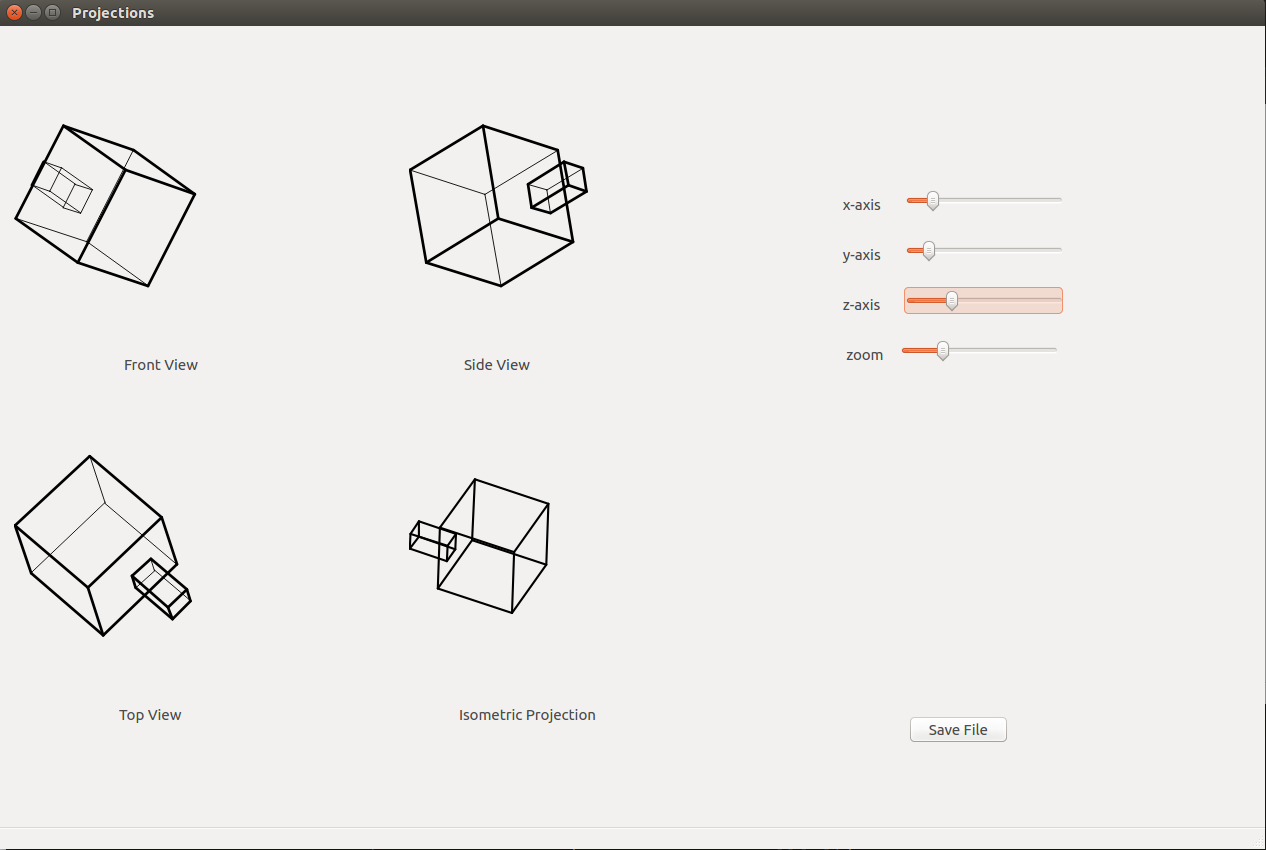 Projections
x-axis
y-axis
z-axis
zoom
Front View
Side View
Top View
Isometric Projection
Save File